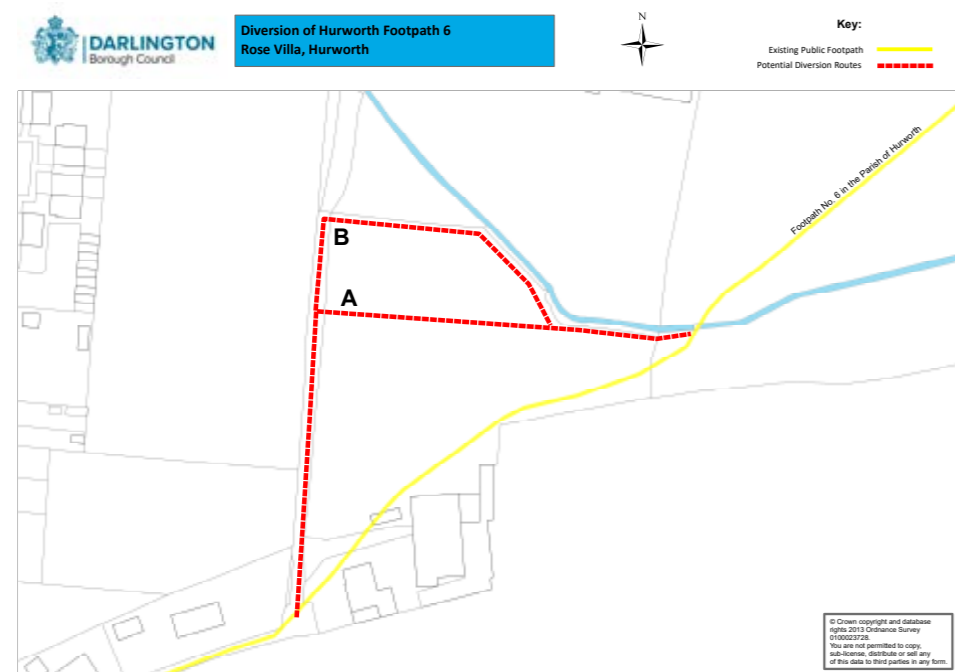 DARLINGTON
Borough Council
Diversion of Hurworth Footpath 6
Rose Villa, Hurworth
N
Key:
Existing Public Footpath
Potential Diversion Routes
Footpath No. 6 in the Parish of Hurworth
B
A
© Crown copyright and database
rights 2013 Ordnance Survey
0100023728.
You are not permitted to copy,
sub-license, distribute or sell any
of this data to third parties in any form.